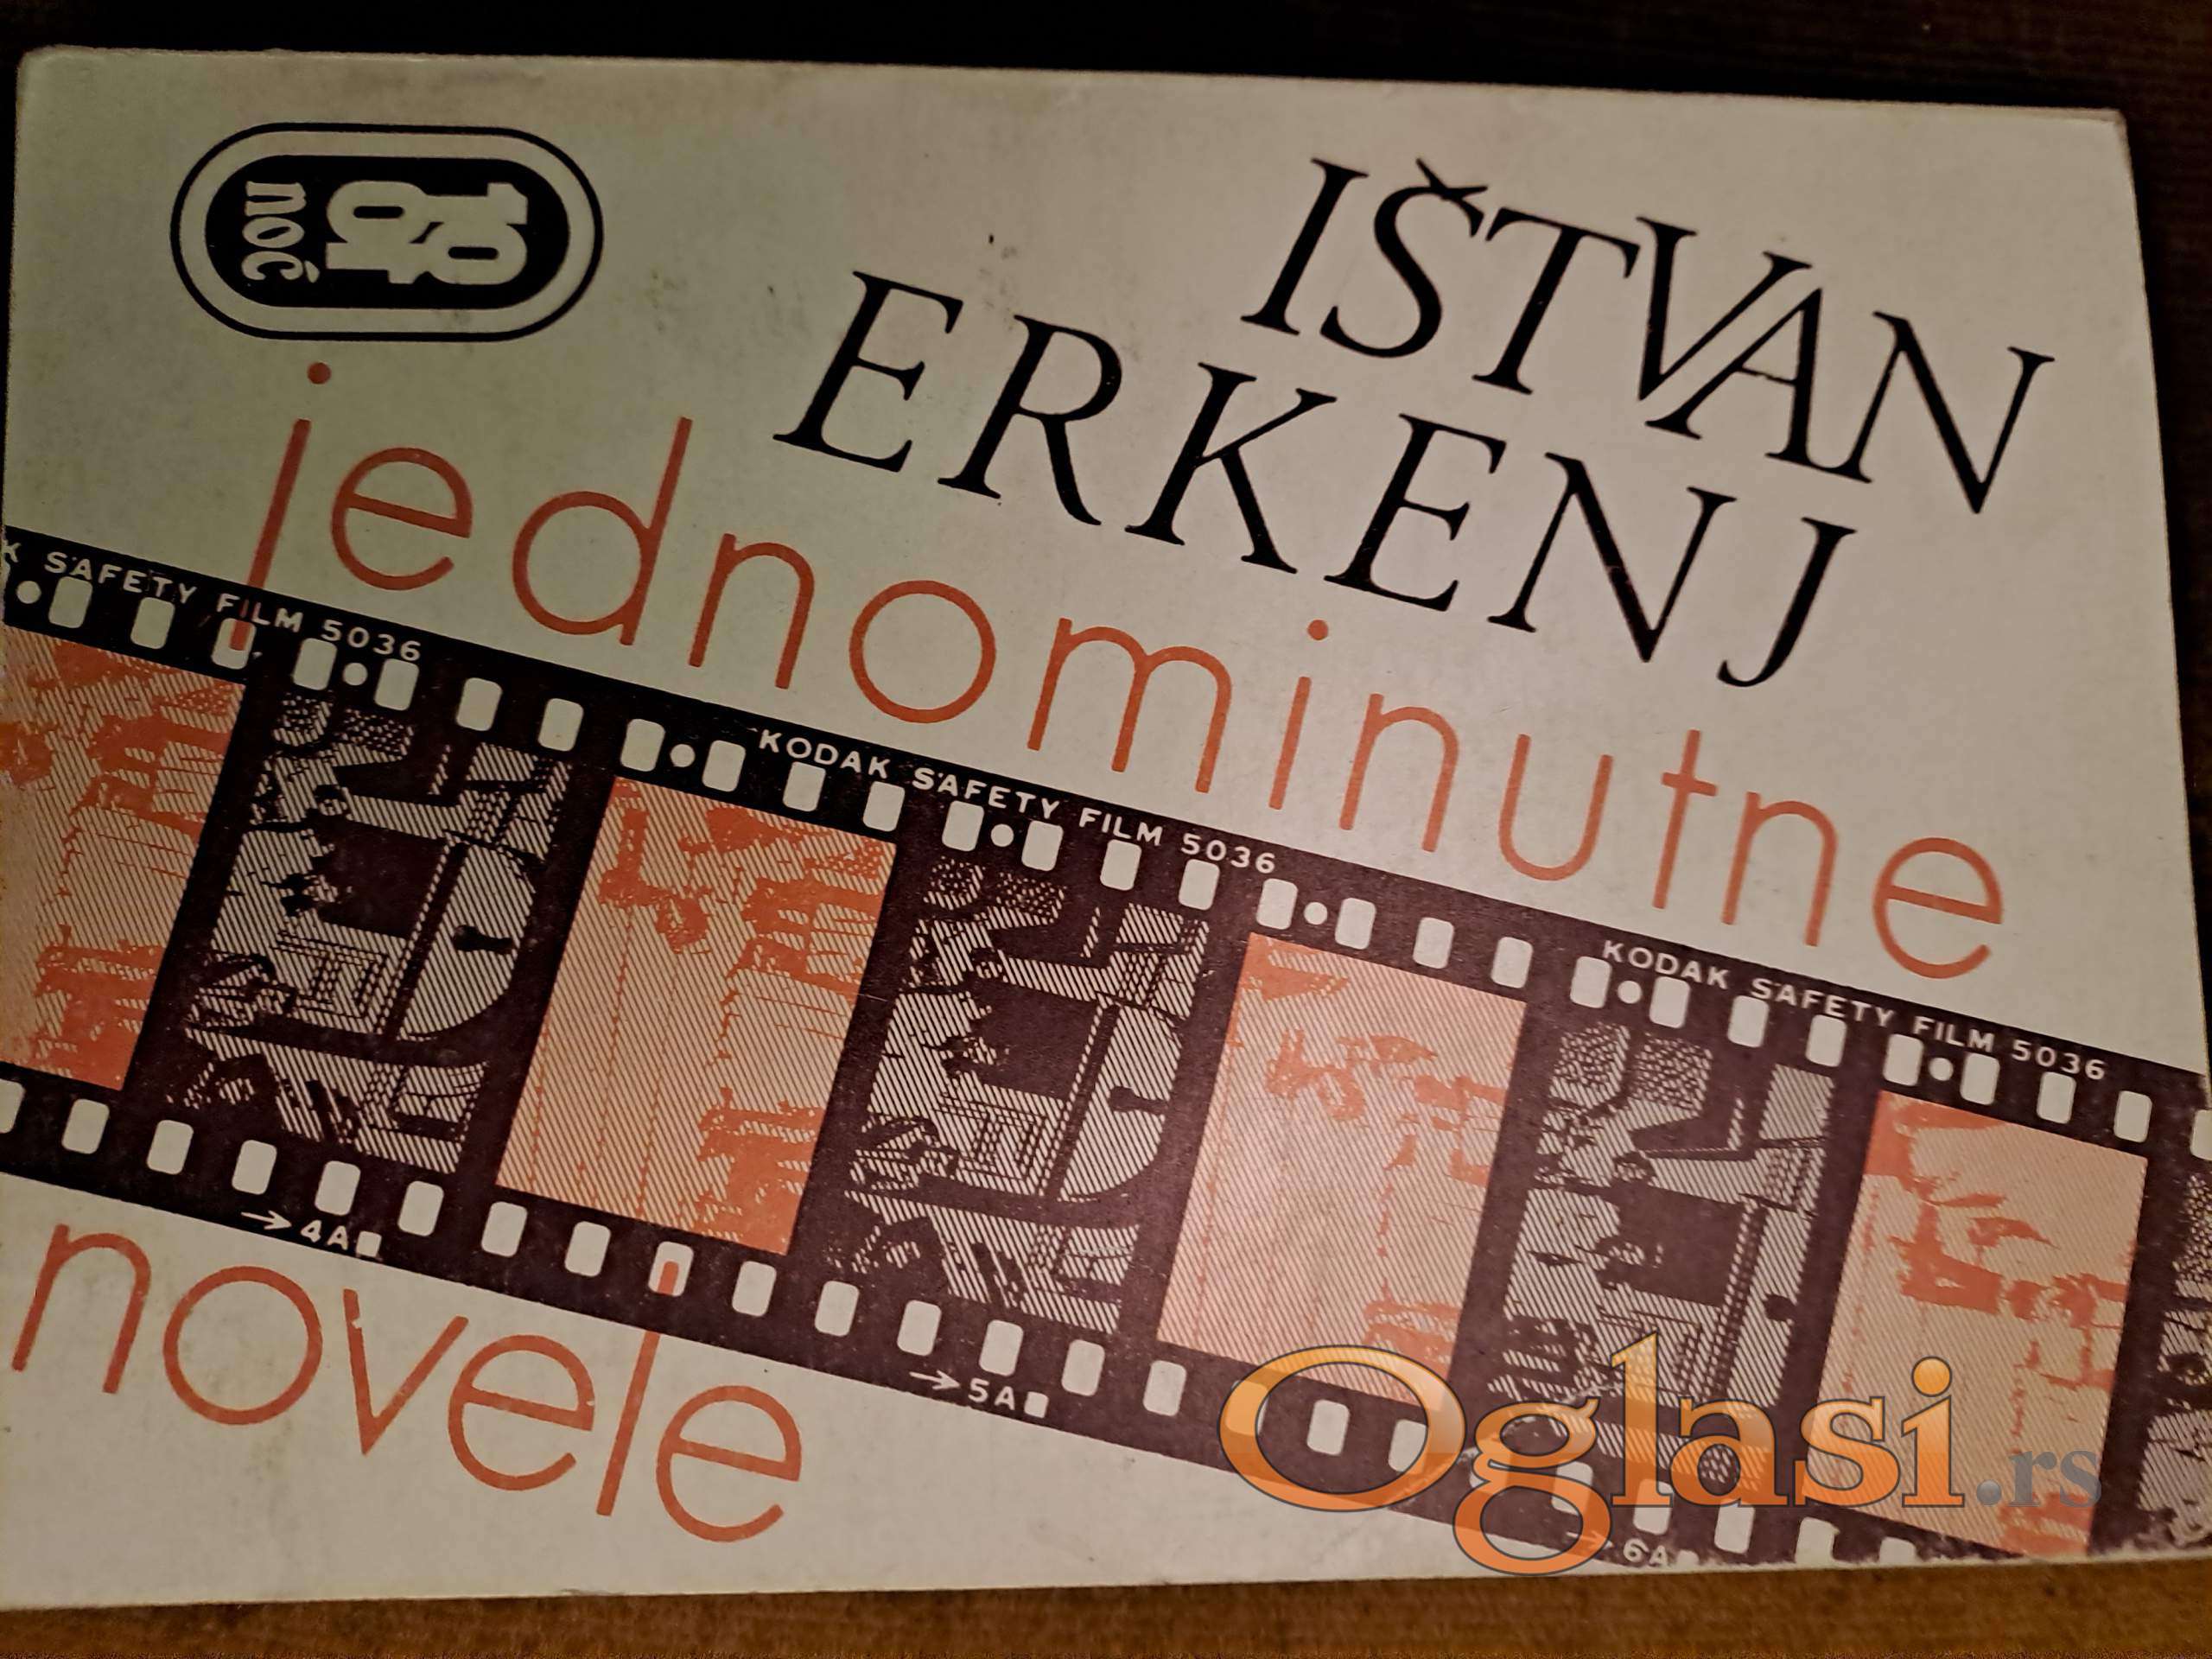 IŠTVAN
ERKENJ
jednominutne
K SAFETY FILM 5036
KODAK SAFETY FILM 5036
KODAK SAFETY FILM 5036
→ 4A
→ 5A
6A
novele
noć
Oglasi.rs